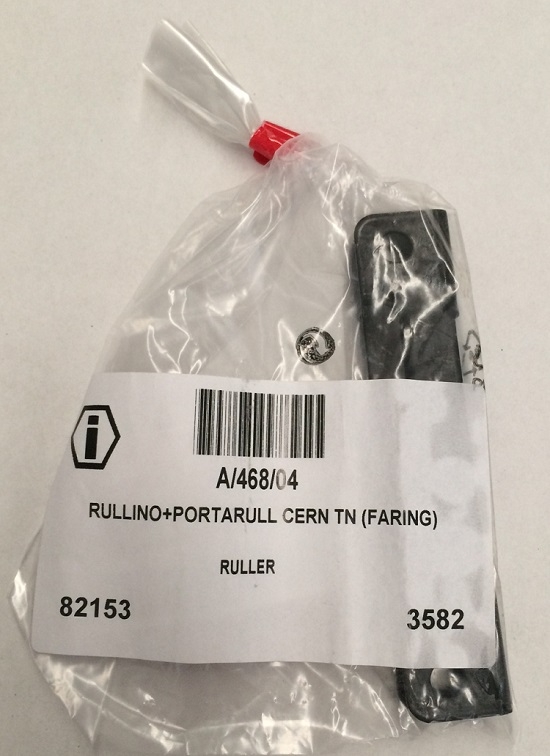 i
A/468/04
RULLINO+PORTARULL CERN TN (FARING)
RULLER
82153
3582